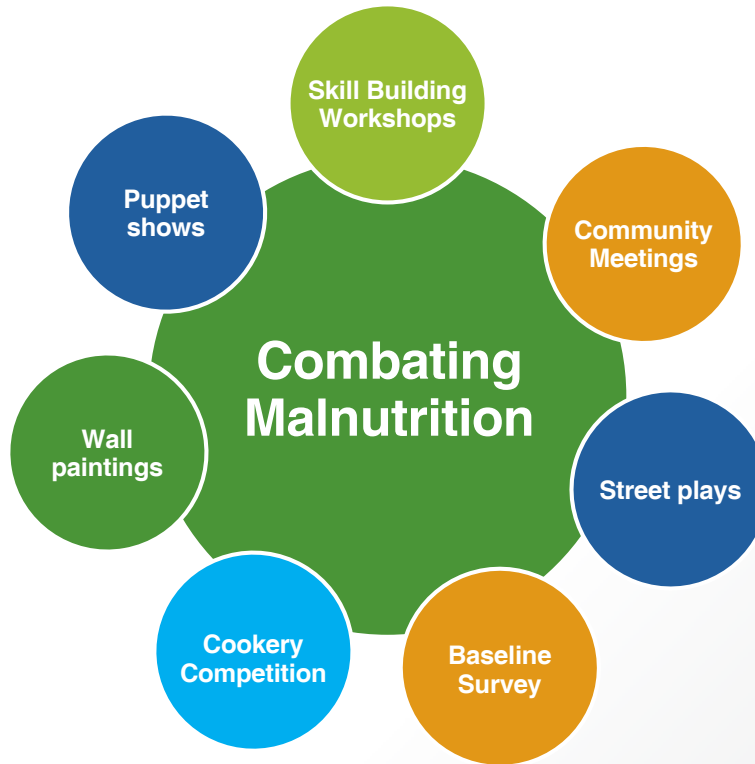 Skill Building
Workshops
Puppet
shows
Community
Meetings
Combating
Malnutrition
Wall
paintings
Street plays
Cookery
Competition
Baseline
Survey